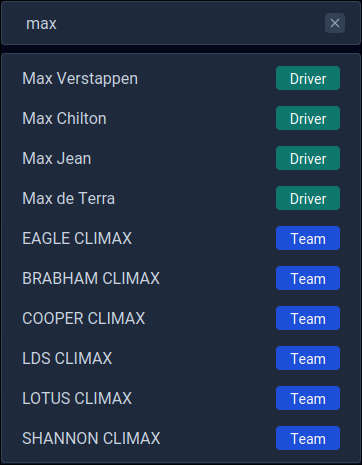 max
Max Verstappen Driver
Max Chilton Driver
Max Jean Driver
Max de Terra Driver
EAGLE CLIMAX Team
BRABHAM CLIMAX Team
COOPER CLIMAX Team
LDS CLIMAX Team
LOTUS CLIMAX Team
SHANNON CLIMAX Team